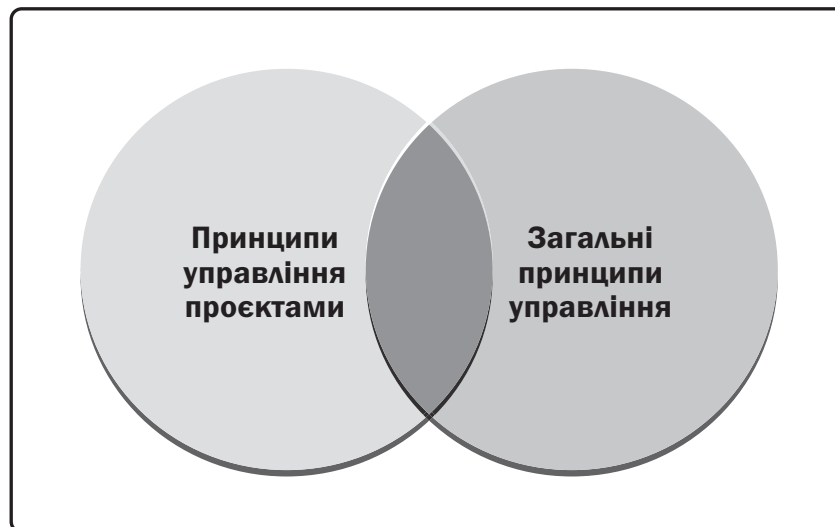 Принципи
управління
проєктами
Загальні
принципи
управління